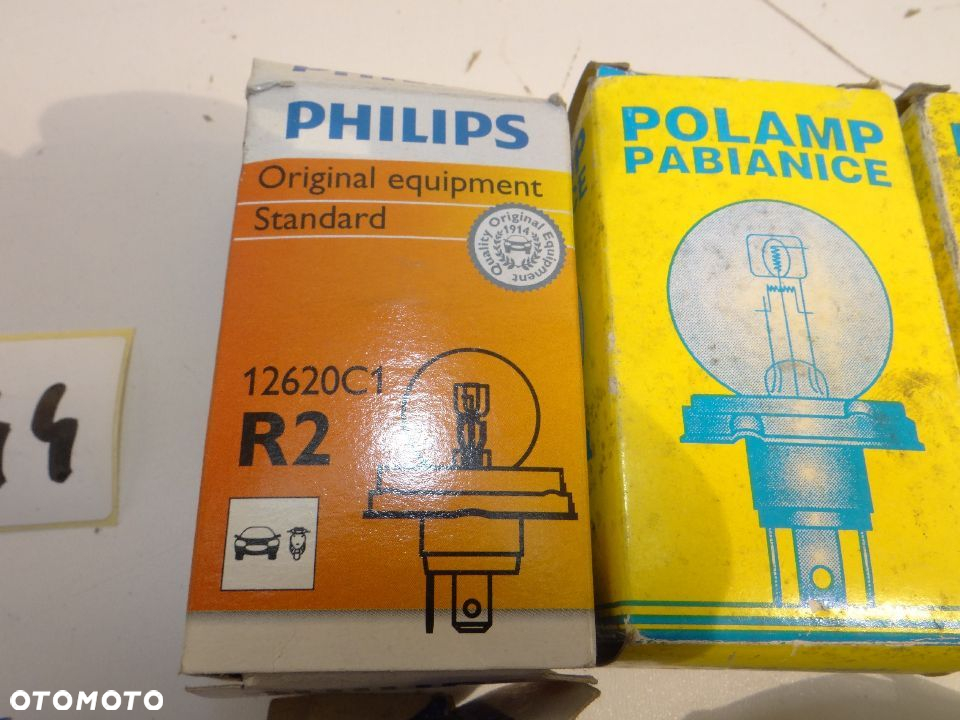 PHILIPS
Original equipment
Standard
Quality Original Equipment
1914
12620C1
R2
POLAMP
PABIANICE
OTOMOTO